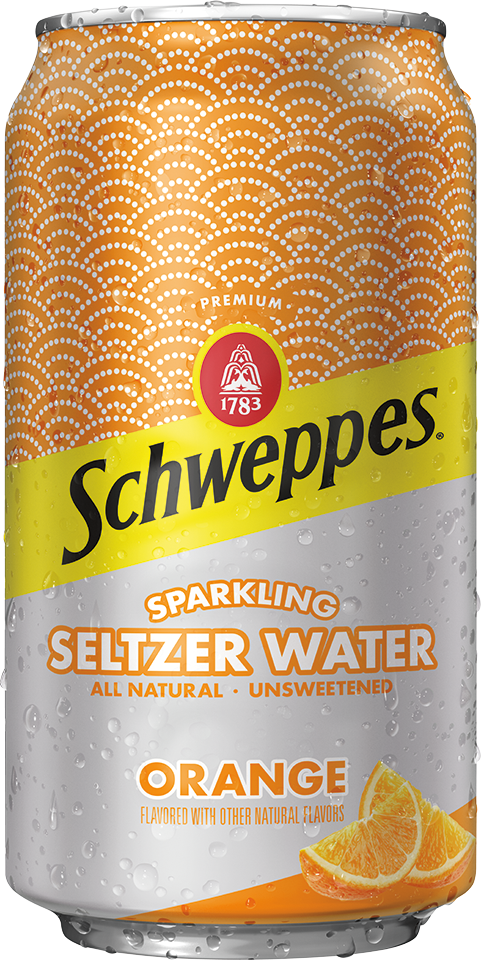 PREMIUM
1783
Schweppes®
SPARKLING
SELTZER WATER
ALL NATURAL · UNSWEETENED
ORANGE
FLAVORED WITH OTHER NATURAL FLAVORS